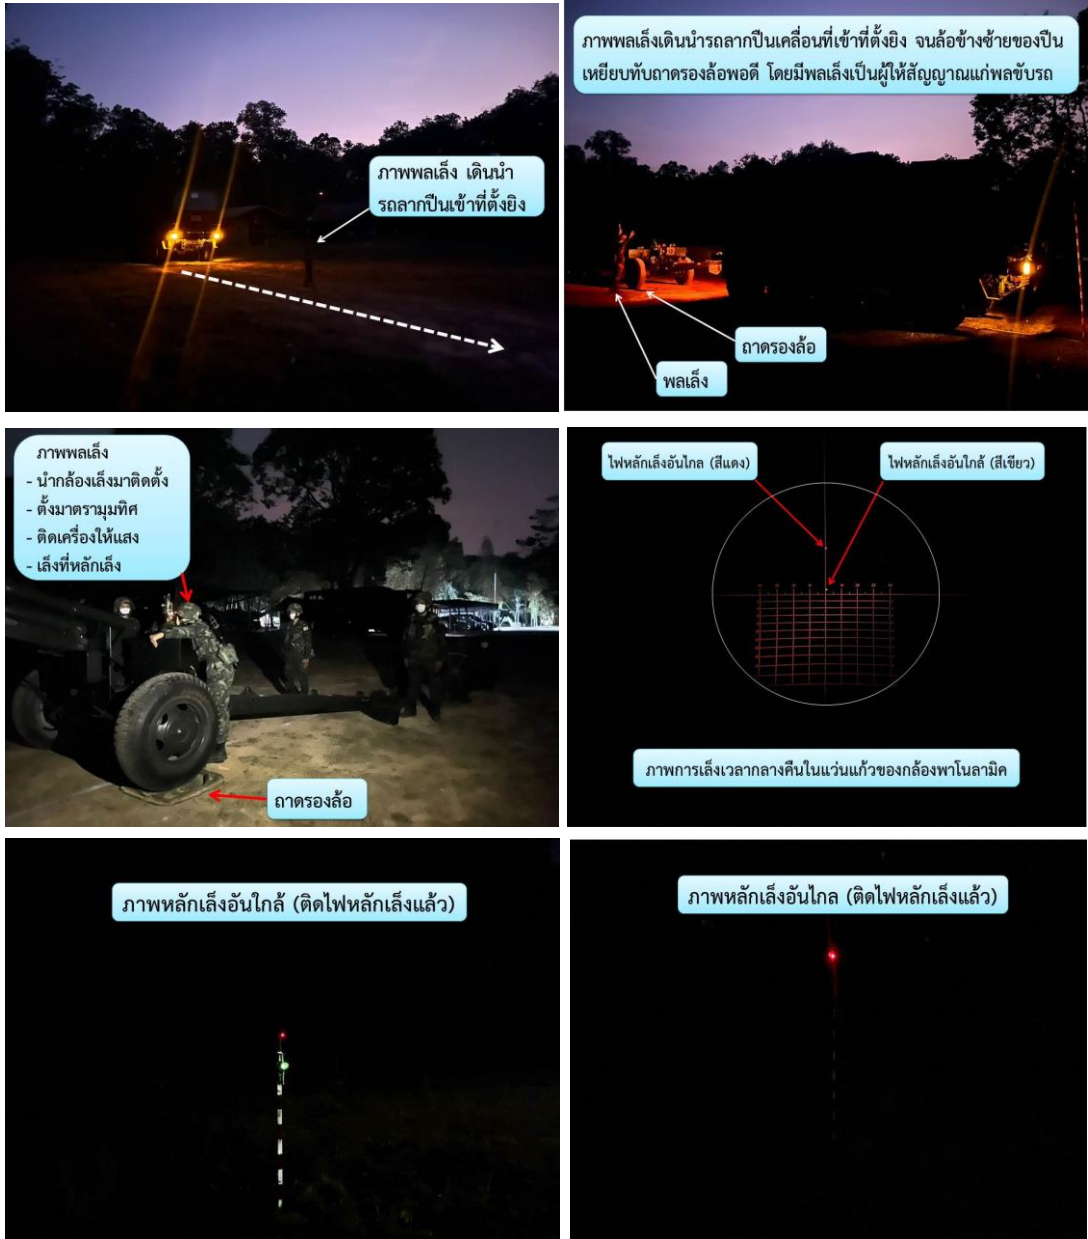 ภาพพลเล็ง เดินนำ
รถลากปืนเข้าที่ตั้งยิง
ภาพพลเล็งเดินนำรถลากปืนเคลื่อนที่เข้าที่ตั้งยิง จนล้อข้างซ้ายของปืน
เหยียบทับถาดรองล้อพอดี โดยมีพลเล็งเป็นผู้ให้สัญญาณแก่พลขับรถ
ถาดรองล้อ
พลเล็ง
ภาพพลเล็ง
- นำกล้องเล็งมาติดตั้ง
- ตั้งมาตรามุมทิศ
- ติดเครื่องให้แสง
- เล็งที่หลักเล็ง
ถาดรองล้อ
ไฟหลักเล็งอันไกล (สีแดง)
ไฟหลักเล็งอันใกล้ (สีเขียว)
ภาพการเล็งเวลากลางคืนในแว่นแก้วของกล้องพาโนลามิค
ภาพหลักเล็งอันใกล้ (ติดไฟหลักเล็งแล้ว)
ภาพหลักเล็งอันไกล (ติดไฟหลักเล็งแล้ว)